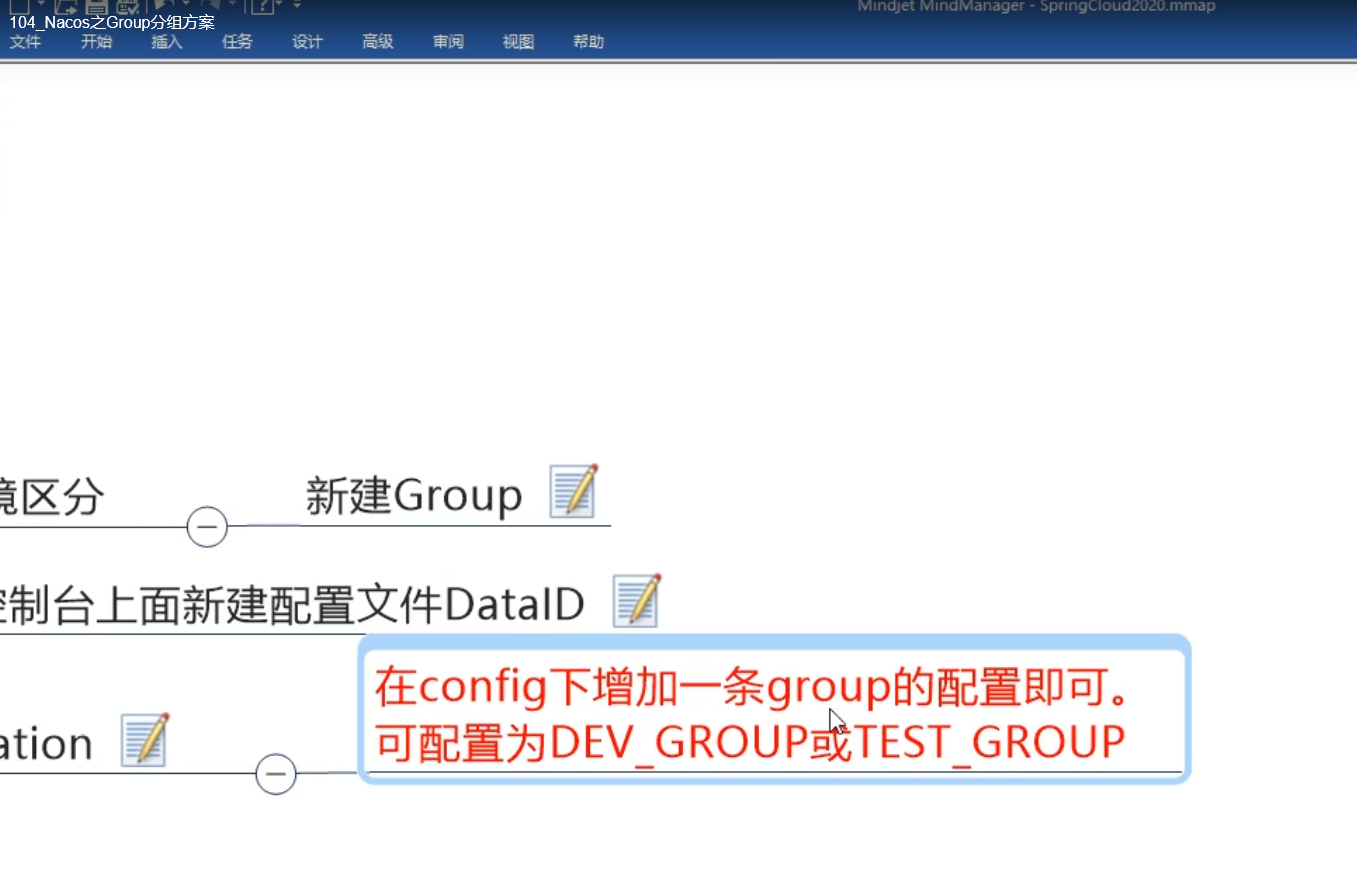 Mindjet MindManager - SpringCloud2020.mmap
104_Nacos之Group分组方案
文件 开始 插入 任务 设计 高级 审阅 视图 帮助
境区分
新建Group
控制台上面新建配置文件DataID
在config下增加一条group的配置即可。
可配置为DEV_GROUP或TEST_GROUP
ation